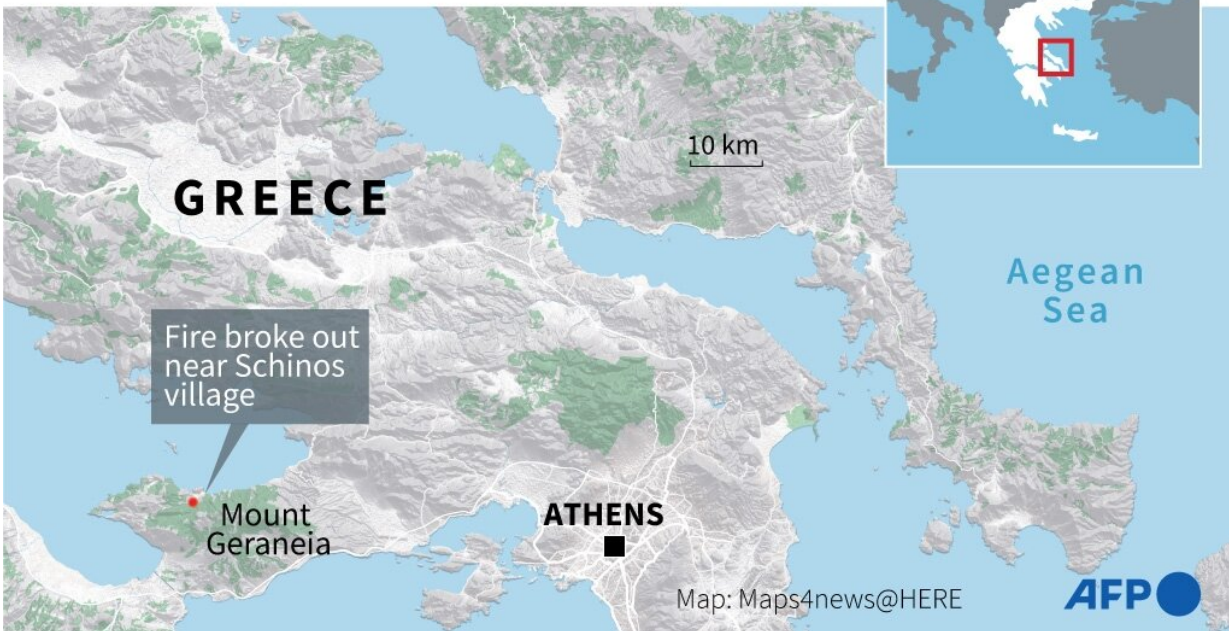 10 km
GREECE
Aegean
Sea
Fire broke out
near Schinos
village
Mount
Geraneia
ATHENS
Map: Maps4news@HERE
AFP